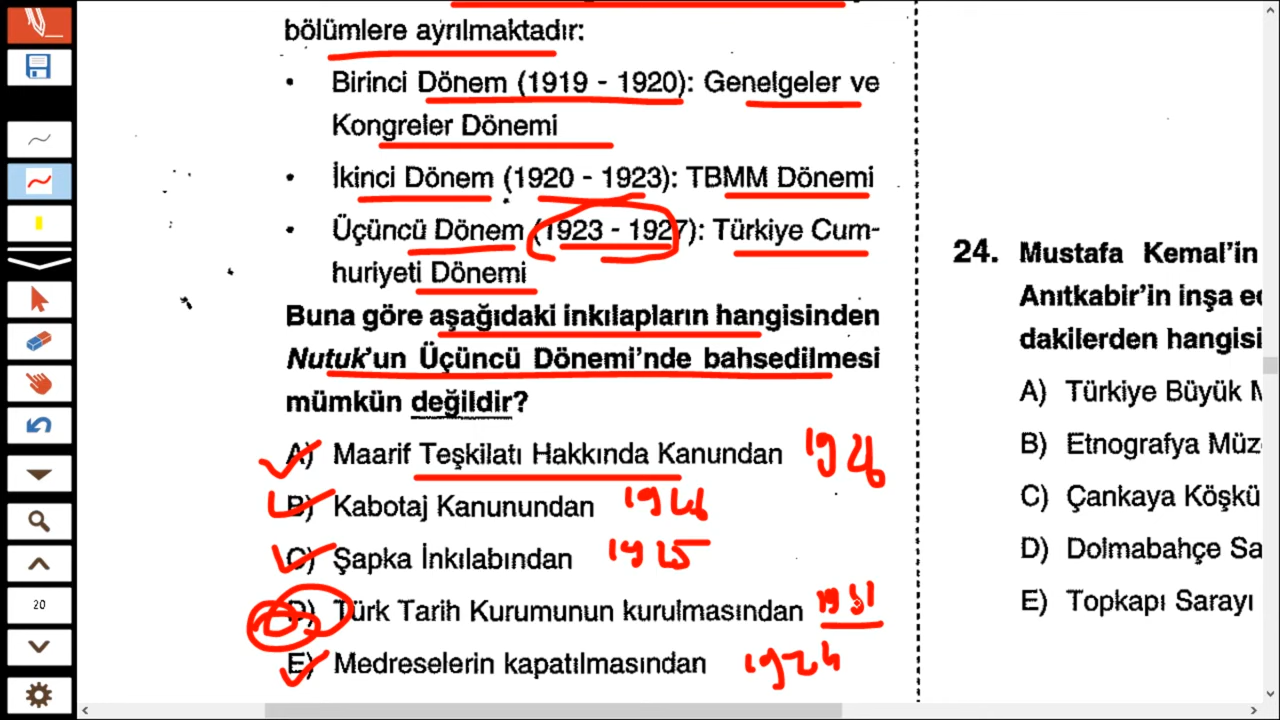 bölümlere ayrılmaktadır:
• Birinci Dönem (1919 - 1920): Genelgeler ve
Kongreler Dönemi
• İkinci Dönem (1920 - 1923): TBMM Dönemi
• Üçüncü Dönem (1923 - 1927): Türkiye Cum-
huriyeti Dönemi
Buna göre aşağıdaki inkılapların hangisinden
Nutuk'un Üçüncü Dönemi'nde bahsedilmesi
mümkün değildir?
A) Maarif Teşkilatı Hakkında Kanundan 1926
B) Kabotaj Kanunundan 1926
C) Şapka İnkılabından 1925
D) Türk Tarih Kurumunun kurulmasından 1931
E) Medreselerin kapatılmasından 1924
24. Mustafa Kemal'in
Anıtkabir'in inşa
dakilerden
A) Türkiye Büyük
B) Etnografya
C) Çankaya Köşkü
D) Dolmabahçe
E) Topkapı Sarayı
20